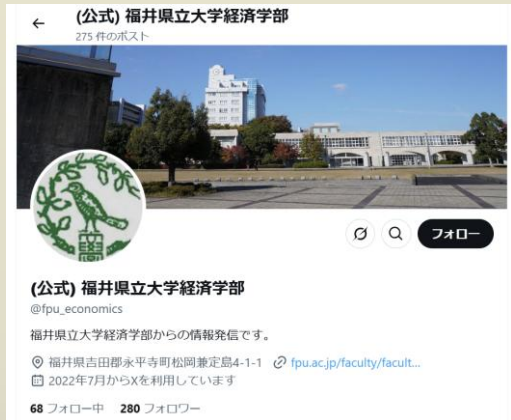 (公式) 福井県立大学経済学部
275 件のポスト
フォロー
(公式) 福井県立大学経済学部
@fpu_economics
福井県立大学経済学部からの情報発信です。
福井県吉田郡永平寺町松岡兼定島4-1-1 fpu.ac.jp/faculty/facult...
2022年7月からXを利用しています
68 フォロー中 280 フォロワー